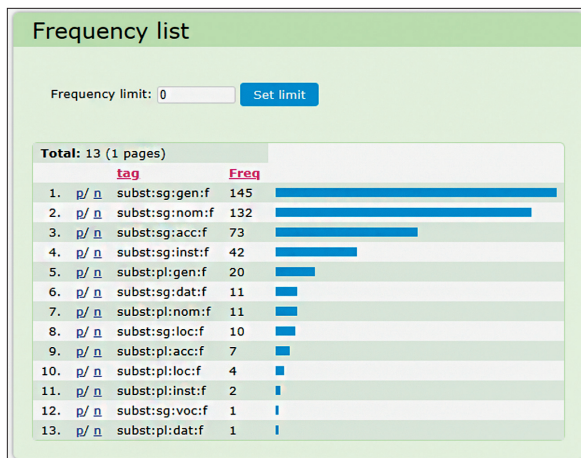 Frequency list
Frequency limit: 0 Set limit
Total: 13 (1 pages)
tag Freq
1. p/ n subst:sg:gen:f 145
2. p/ n subst:sg:nom:f 132
3. p/ n subst:sg:acc:f 73
4. p/ n subst:sg:inst:f 42
5. p/ n subst:pl:gen:f 20
6. p/ n subst:sg:dat:f 11
7. p/ n subst:pl:nom:f 11
8. p/ n subst:sg:loc:f 10
9. p/ n subst:pl:acc:f 7
10. p/ n subst:pl:loc:f 4
11. p/ n subst:pl:inst:f 2
12. p/ n subst:sg:voc:f 1
13. p/ n subst:pl:dat:f 1